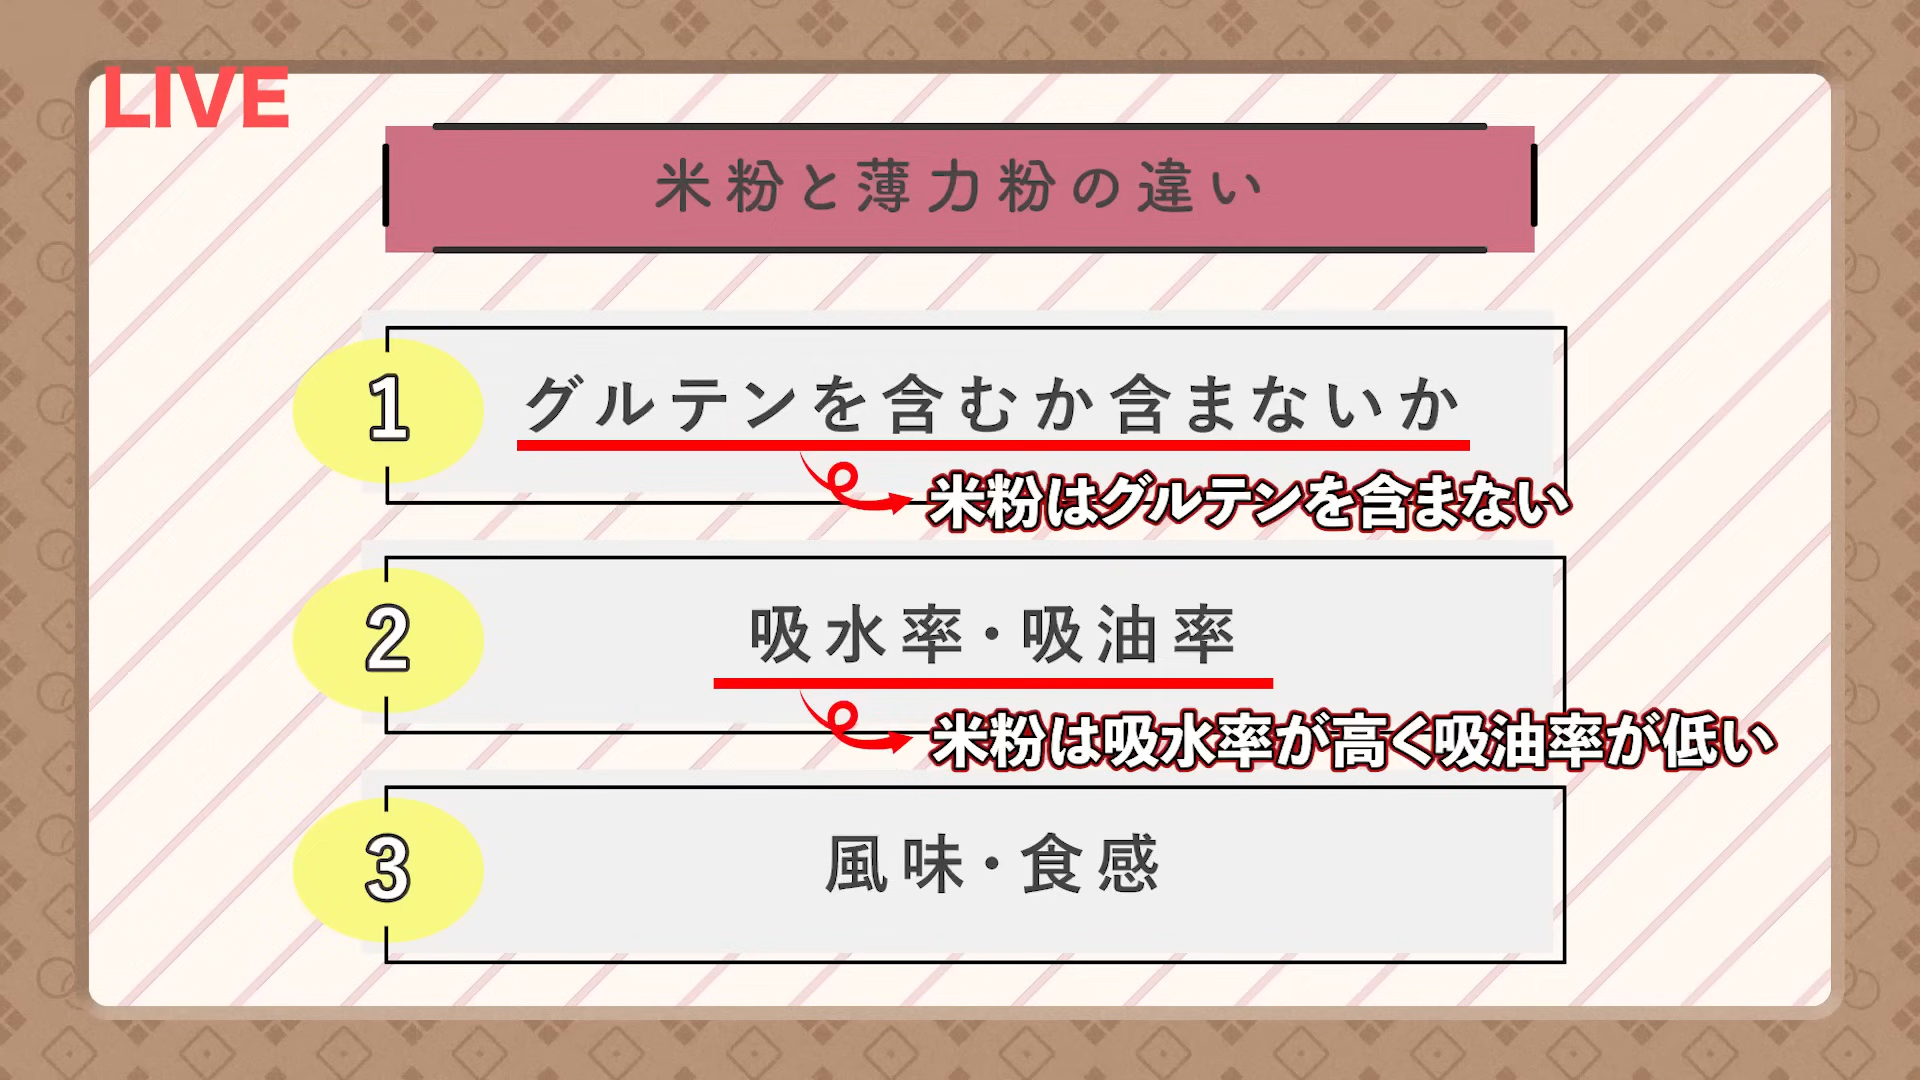 LIVE
米粉と薄力粉の違い
1
グルテンを含むか含まないか
米粉はグルテンを含まない
2
吸水率・吸油率
米粉は吸水率が高く吸油率が低い
3
風味・食感